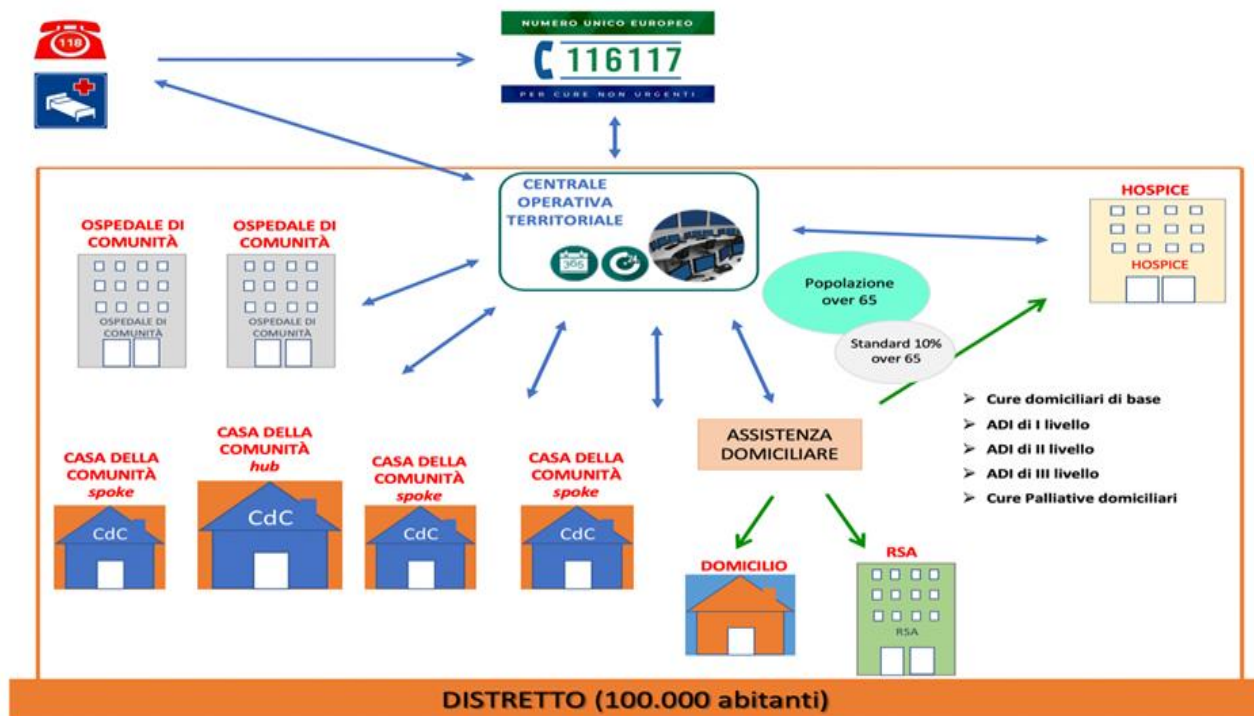 118
NUMERO UNICO EUROPEO
116117
PER CURE NON URGENTI
CENTRALE
OPERATIVA
TERRITORIALE
365
OSPEDALE DI
COMUNITÀ
OSPEDALE DI
COMUNITÀ
OSPEDALE DI
COMUNITÀ
OSPEDALE DI
COMUNITÀ
HOSPICE
HOSPICE
Popolazione
over 65
Standard 10%
over 65
CASA DELLA
COMUNITÀ
spoke
CdC
CASA DELLA
COMUNITÀ
hub
CdC
CASA DELLA
COMUNITÀ
spoke
CdC
CASA DELLA
COMUNITÀ
spoke
CdC
ASSISTENZA
DOMICILIARE
➤ Cure domiciliari di base
➤ ADI di I livello
➤ ADI di II livello
➤ ADI di III livello
➤ Cure Palliative domiciliari
DOMICILIO
RSA
RSA
DISTRETTO (100.000 abitanti)